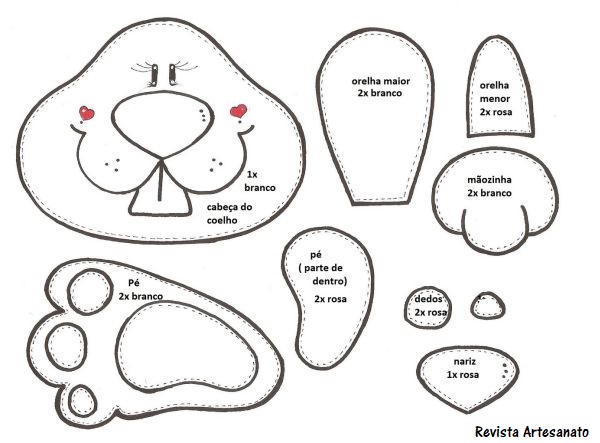 orelha maior
2x branco
orelha
menor
2x rosa
mãozinha
2x branco
1x
branco
cabeça do
coelho
pé
( parte de
dentro)
2x rosa
Pé
2x branco
dedos
2x rosa
nariz
1x rosa
Revista Artesanato